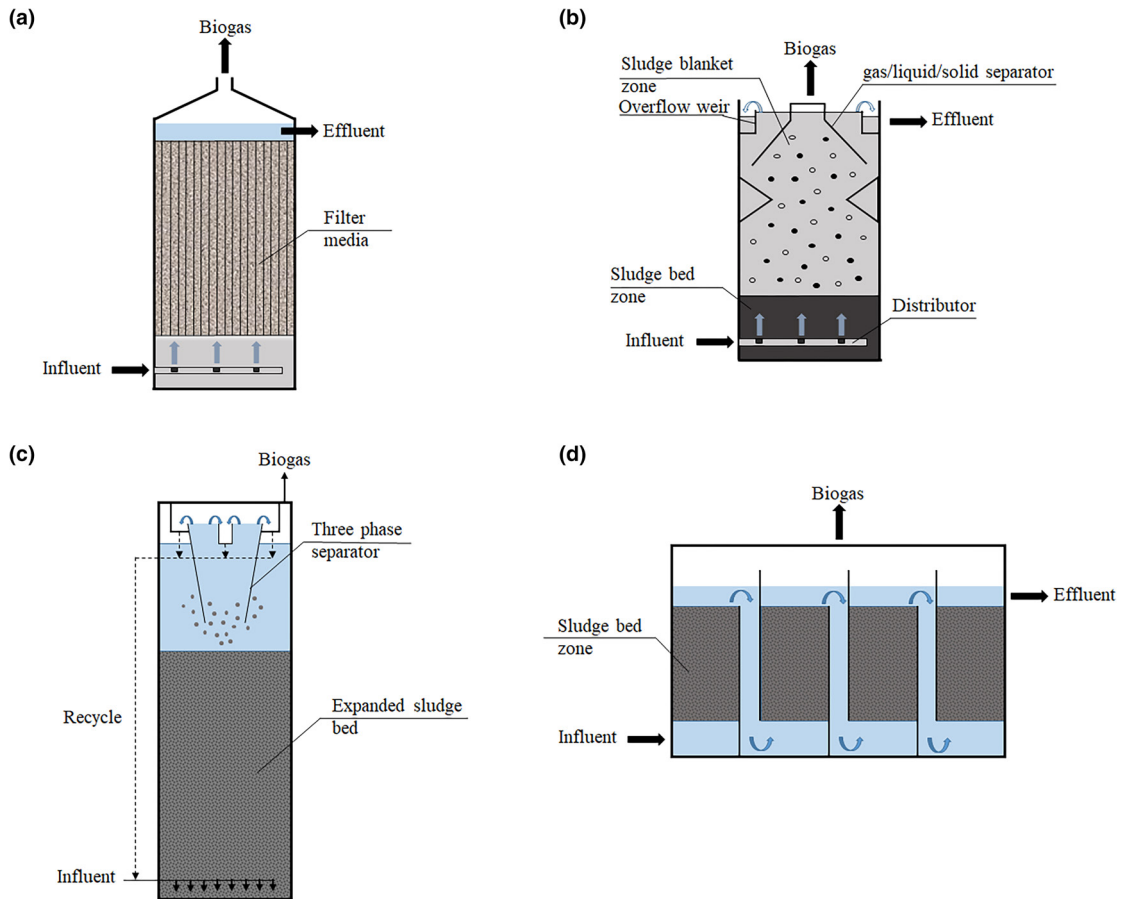 (a)
Biogas
Effluent
Filter
media
Influent
(b)
Biogas
Sludge blanket
zone
gas/liquid/solid separator
Overflow weir
Effluent
Sludge bed
zone
Distributor
Influent
(c)
Biogas
Three phase
separator
Recycle
Expanded sludge
bed
Influent
(d)
Biogas
Effluent
Sludge bed
zone
Influent